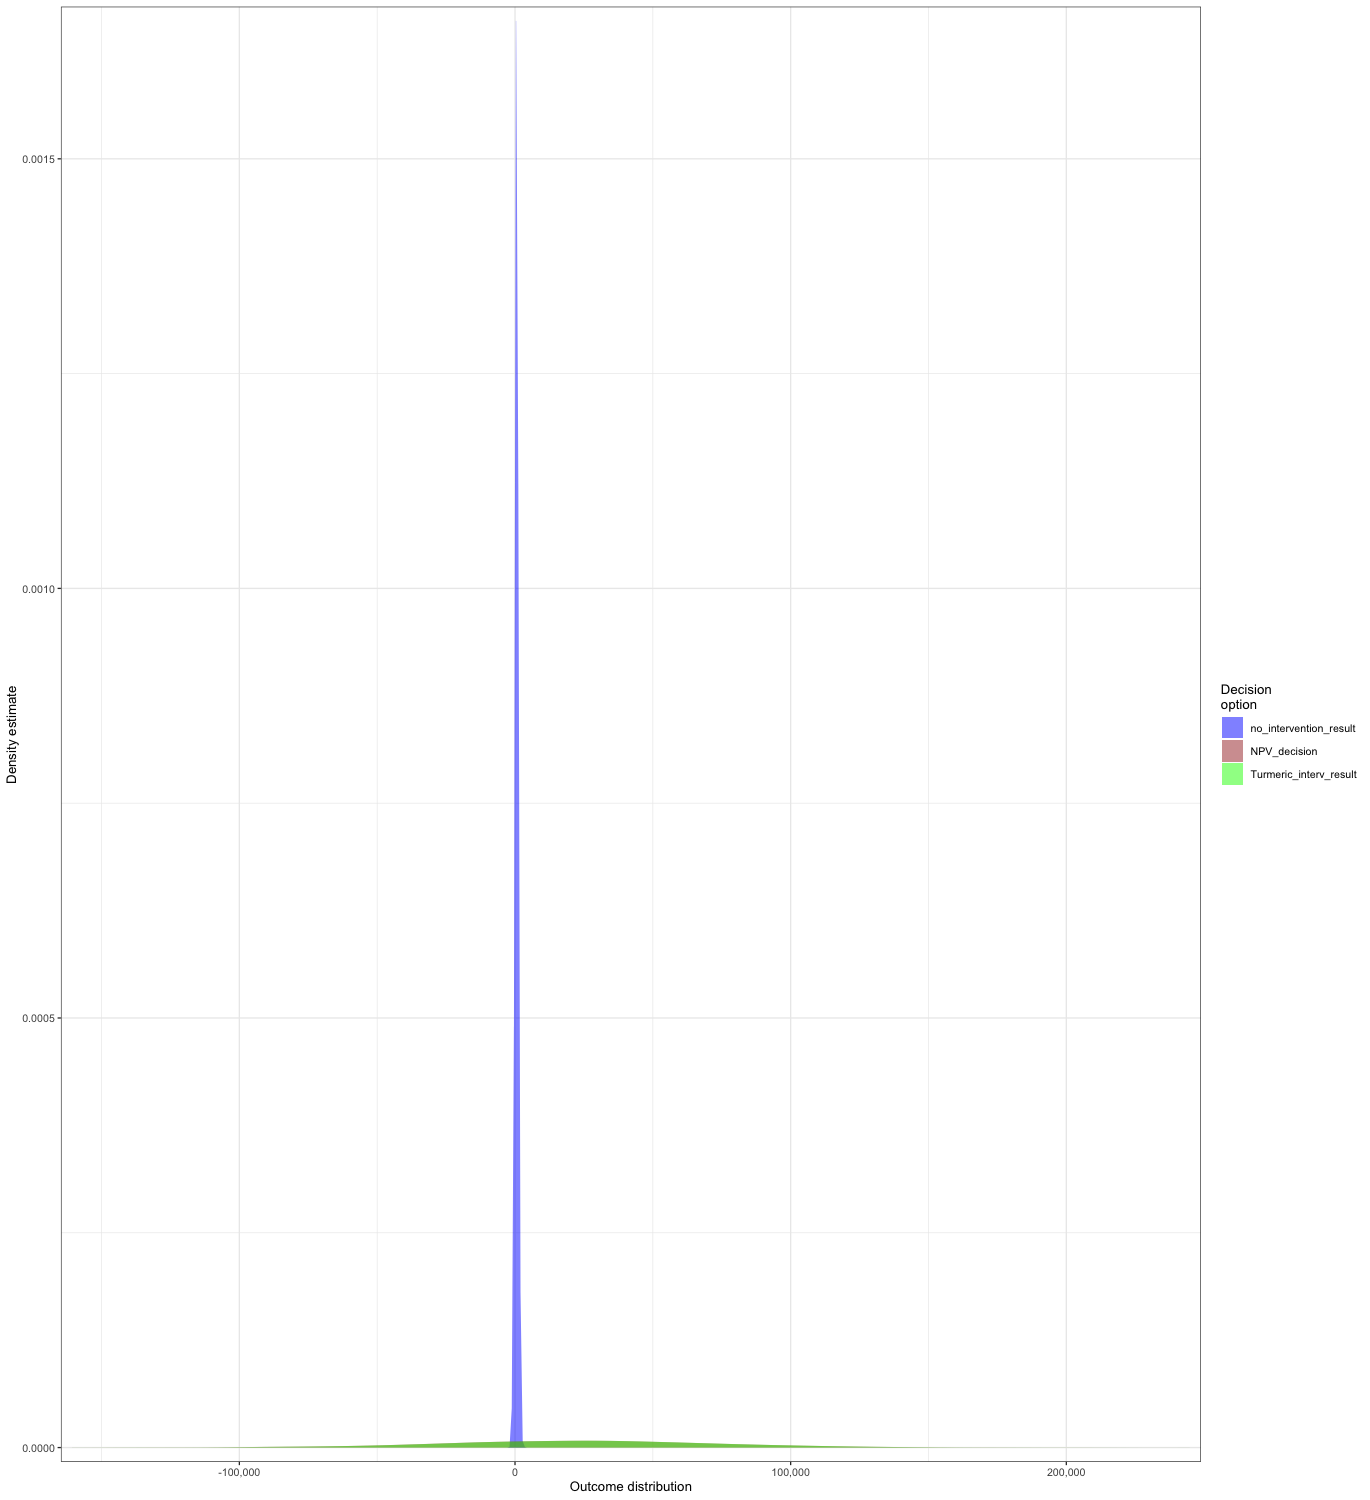 0.0015
0.0010
0.0005
0.0000
Density estimate
-100,000
0
100,000
200,000
Outcome distribution
Decision
option
no_intervention_result
NPV_decision
Turmeric_interv_result